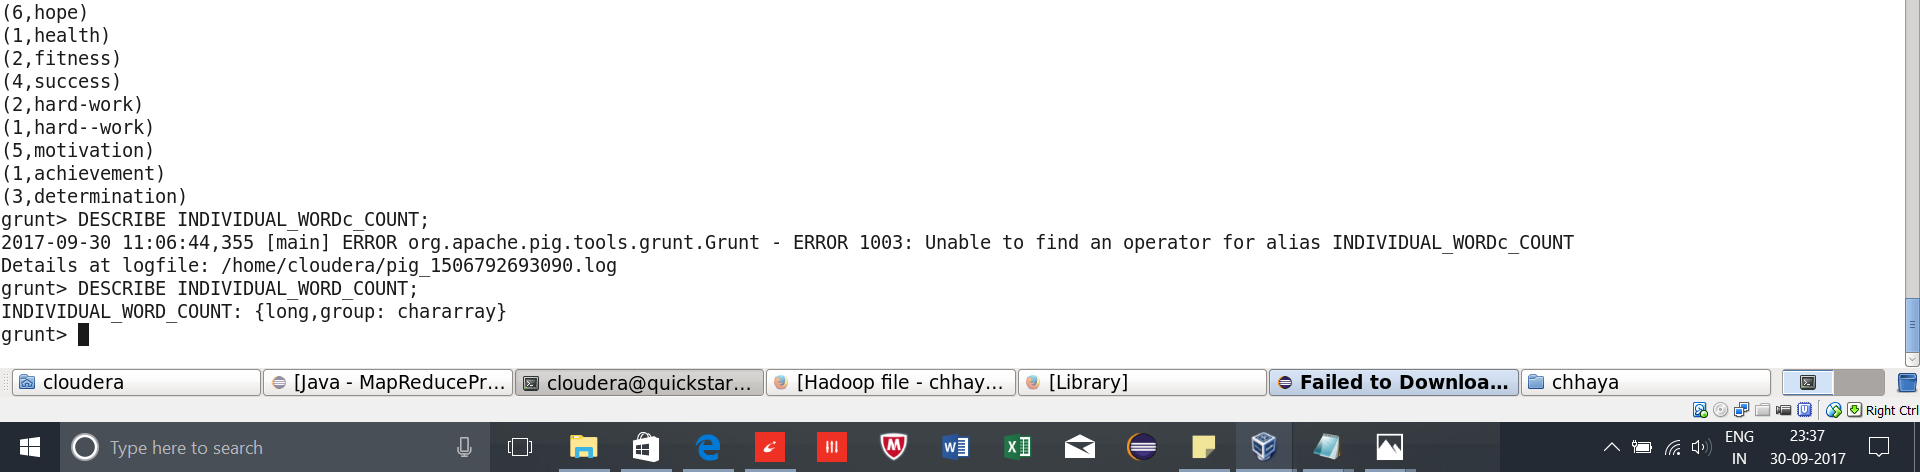 (6,hope)
(1,health)
(2,fitness)
(4,success)
(2,hard-work)
(1,hard--work)
(5,motivation)
(1,achievement)
(3,determination)
grunt> DESCRIBE INDIVIDUAL_WORDc_COUNT;
2017-09-30 11:06:44,355 [main] ERROR org.apache.pig.tools.grunt.Grunt - ERROR 1003: Unable to find an operator for alias INDIVIDUAL_WORDc_COUNT
Details at logfile: /home/cloudera/pig_1506792693090.log
grunt> DESCRIBE INDIVIDUAL_WORD_COUNT;
INDIVIDUAL_WORD_COUNT: {long,group: chararray}
grunt>
cloudera [Java - MapReducePr... cloudera@quickstar... [Hadoop file - chhay... [Library] Failed to Downloa... chhaya
Right Ctrl
Type here to search ENG 23:37
IN 30-09-2017